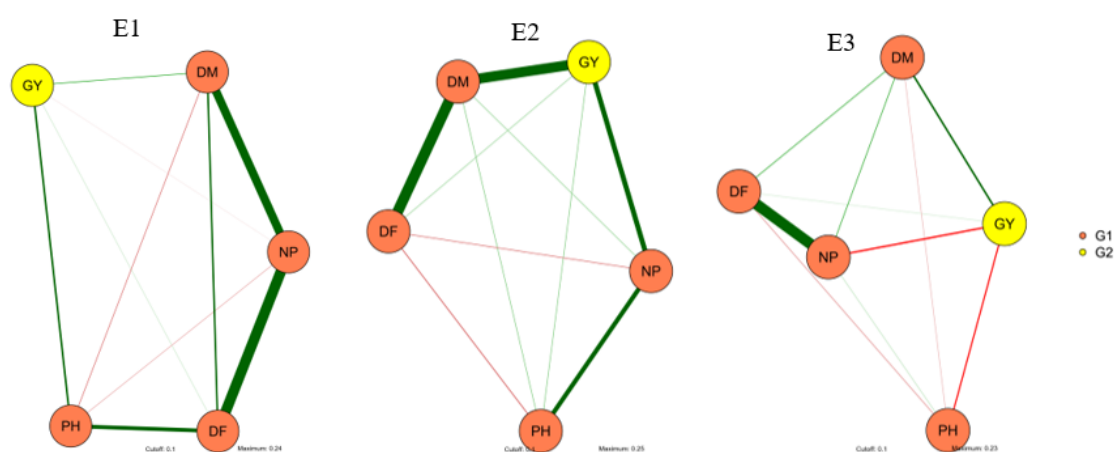 E1
GY
DM
NP
PH
DF
Cutoff: 0.1
Maximum: 0.24
E2
DM
GY
DF
NP
PH
Maximum: 0.25
E3
DM
DF
GY
NP
PH
Cutoff: 0.1
Maximum: 0.23
G1
G2